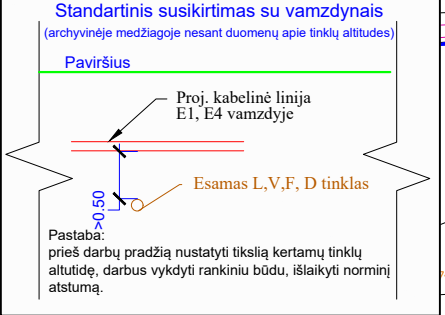 Standartinis susikirtimas su vamzdynais
(archyvinėje medžiagoje nesant duomenų apie tinklų altitudes)
Paviršius
Proj. kabelinė linija
E1, E4 vamzdyje
Esamas L,V,F, D tinklas
>0.50
Pastaba:
prieš darbų pradžią nustatyti tikslią kertamų tinklų
altutidę, darbus vykdyti rankiniu būdu, išlaikyti norminį
atstumą.